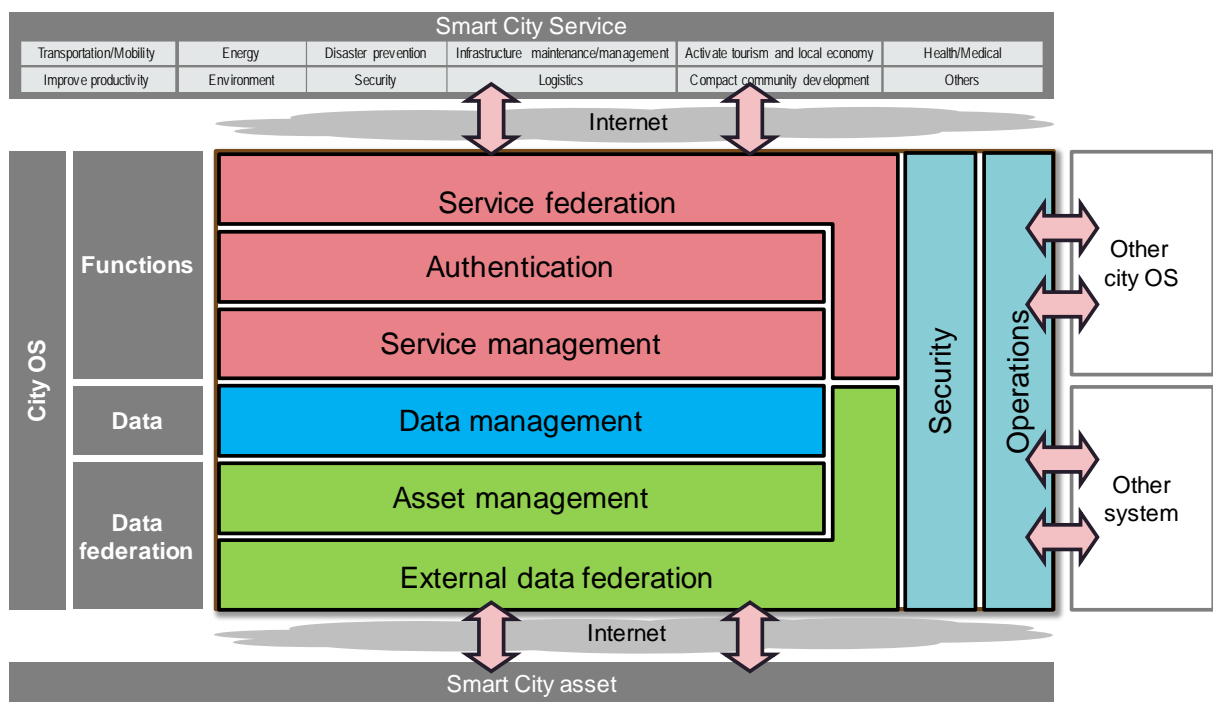 Smart City Service
Transportation/Mobility
Energy
Disaster prevention
Infrastructure maintenance/management
Activate tourism and local economy
Health/Medical
Improve productivity
Environment
Security
Logistics
Compact community development
Others
Internet
City OS
Functions
Data
Data
federation
Service federation
Authentication
Service management
Data management
Asset management
External data federation
Security
Operations
Other
city OS
Other
system
Internet
Smart City asset